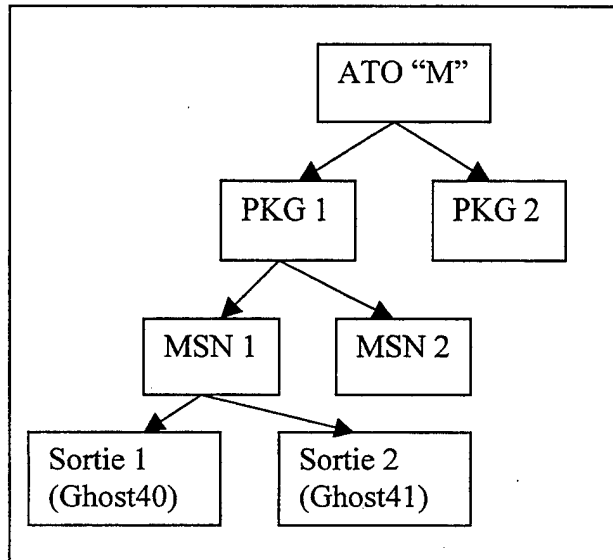 ATO “M”
PKG 1
PKG 2
MSN 1
MSN 2
Sortie 1
(Ghost40)
Sortie 2
(Ghost41)